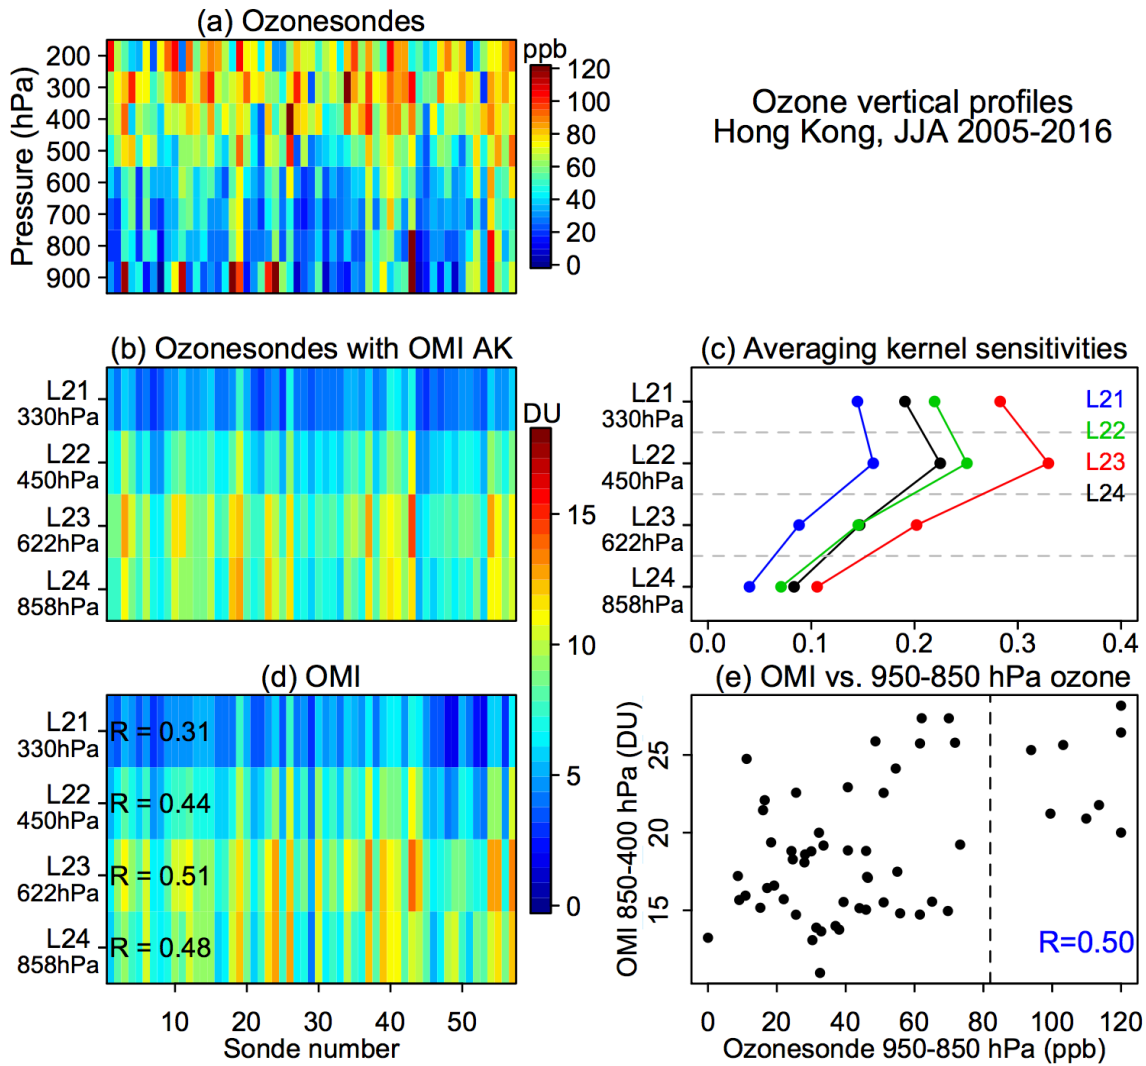 (a) Ozonesondes
ppb
120
100
80
60
40
20
0
Pressure (hPa)
200
300
400
500
600
700
800
900
Ozone vertical profiles
Hong Kong, JJA 2005-2016
(b) Ozonesondes with OMI AK
L21
330hPa
L22
450hPa
L23
622hPa
L24
858hPa
DU
15
10
5
0
(c) Averaging kernel sensitivities
L21
330hPa
L22
450hPa
L23
622hPa
L24
858hPa
L21
L22
L23
L24
0.0 0.1 0.2 0.3 0.4
(d) OMI
L21
330hPa
L22
450hPa
L23
622hPa
L24
858hPa
R = 0.31
R = 0.44
R = 0.51
R = 0.48
10 20 30 40 50
Sonde number
(e) OMI vs. 950-850 hPa ozone
OMI 850-400 hPa (DU)
25
20
15
R=0.50
0 20 40 60 80 100 120
Ozonesonde 950-850 hPa (ppb)